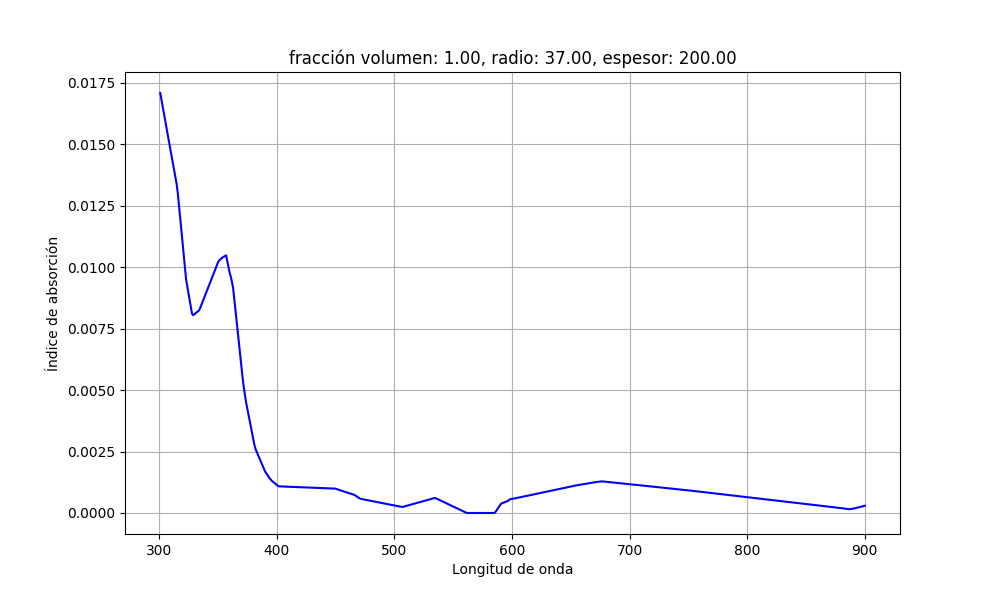 fracción volumen: 1.00, radio: 37.00, espesor: 200.00
0.0175
0.0150
0.0125
0.0100
0.0075
0.0050
0.0025
0.0000
Índice de absorción
300 400 500 600 700 800 900
Longitud de onda